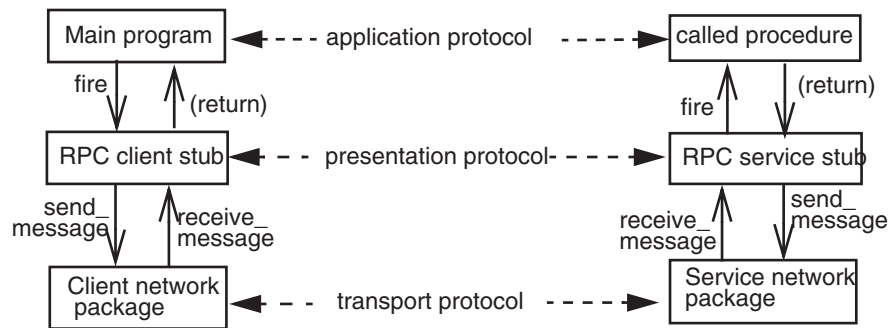 Main program
application protocol
called procedure
fire
(return)
fire
(return)
RPC client stub
presentation protocol
RPC service stub
send_
message
receive_
message
receive_
message
send_
message
Client network
package
transport protocol
Service network
package